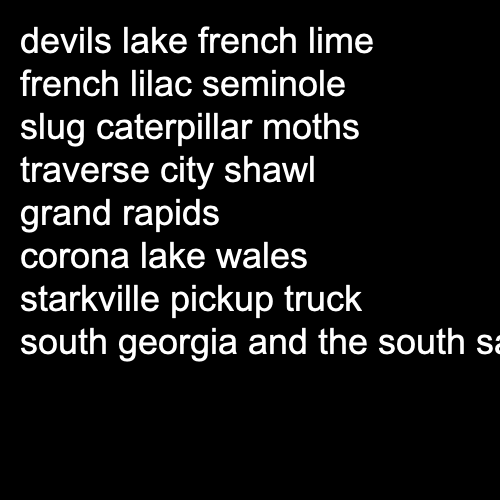 devils lake french lime
french lilac seminole
slug caterpillar moths
traverse city shawl
grand rapids
corona lake wales
starkville pickup truck
south georgia and the south